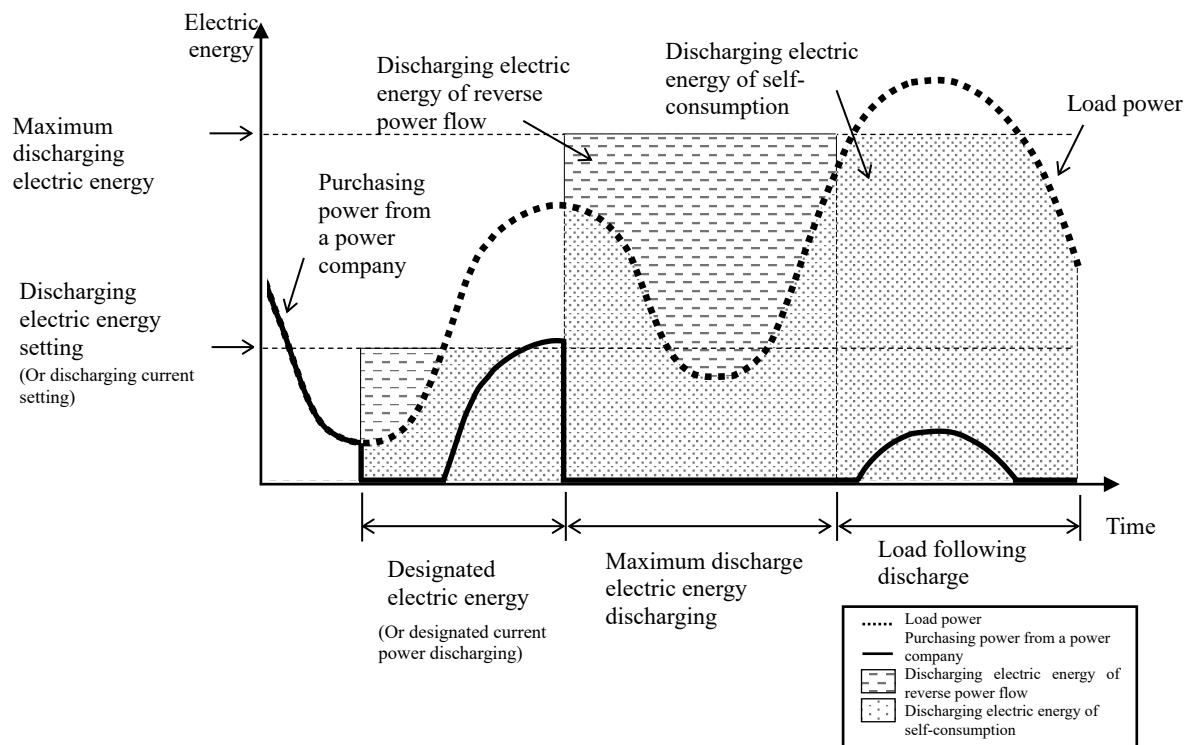 Electric
energy
Discharging electric
energy of reverse
power flow
Discharging electric
energy of self-
consumption
Load power
Maximum
discharging
electric energy
Purchasing
power from
a power
company
Discharging
electric energy
setting
(Or discharging current
setting)
Time
Designated
electric energy
(Or designated current
power discharging)
Maximum discharge
electric energy
discharging
Load following
discharge
Load power
Purchasing power from a power
company
Discharging electric energy of
reverse power flow
Discharging electric energy of
self-consumption